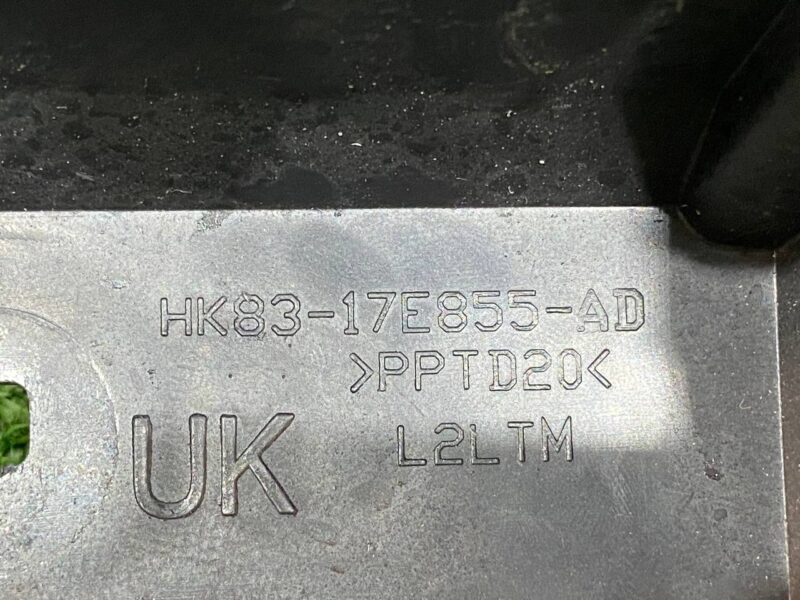 HK83-17E855-AD
>PPTD20<
UK
L2LTM